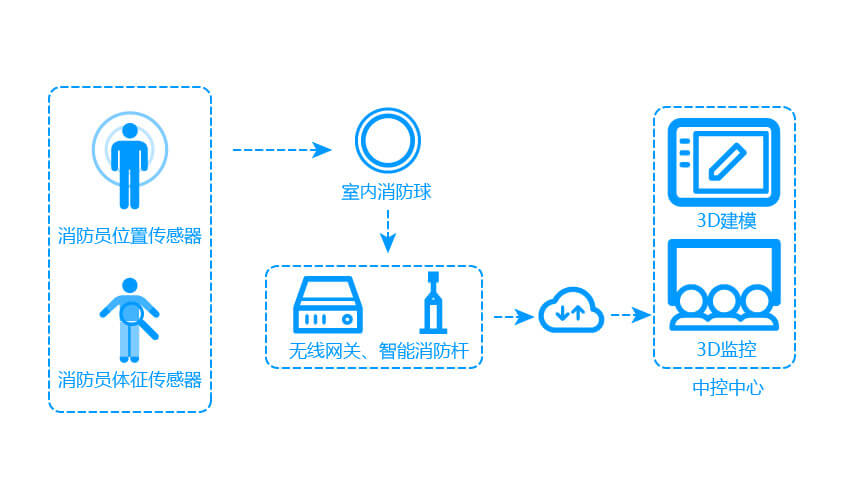 消防员位置传感器
消防员体征传感器
室内消防球
无线网关、智能消防杆
3D建模
3D监控
中控中心